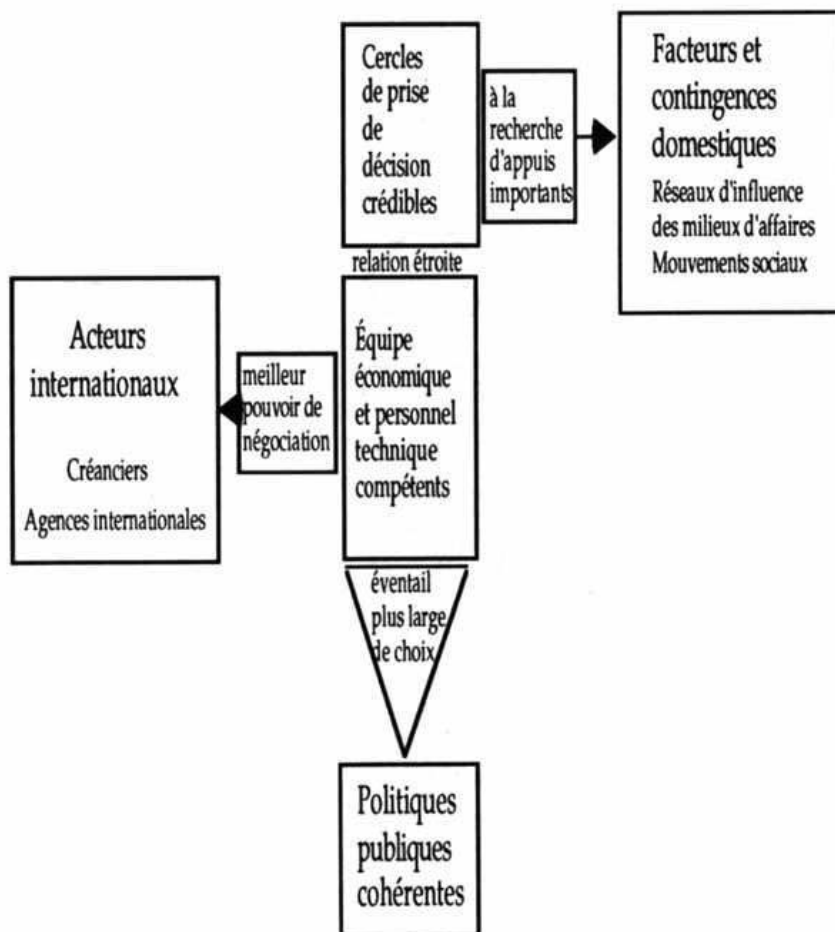 Cercles
de prise
de
décision
crédibles
à la
recherche
d'appuis
importants
Facteurs et
contingences
domestiques
Réseaux d'influence
des milieux d'affaires
Mouvements sociaux
relation étroite
Acteurs
internationaux
Créanciers
Agences internationales
meilleur
pouvoir de
négociation
Équipe
économique
et personnel
technique
compétents
éventail
plus large
de choix
Politiques
publiques
cohérentes